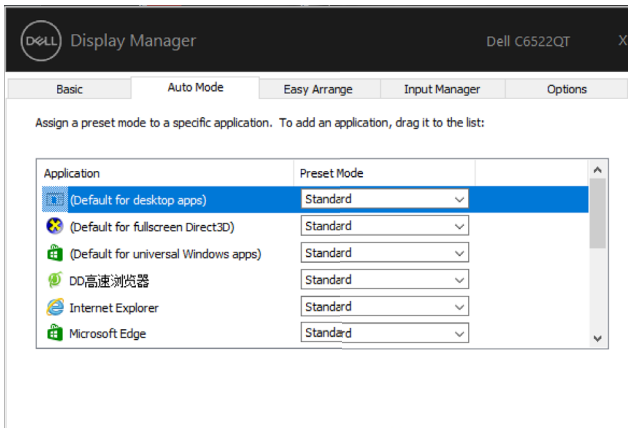 DELL Display Manager Dell C6522QT X
Basic Auto Mode Easy Arrange Input Manager Options
Assign a preset mode to a specific application. To add an application, drag it to the list:
Application Preset Mode
(Default for desktop apps) Standard
(Default for fullscreen Direct3D) Standard
(Default for universal Windows apps) Standard
DD高速浏览器 Standard
Internet Explorer Standard
Microsoft Edge Standard